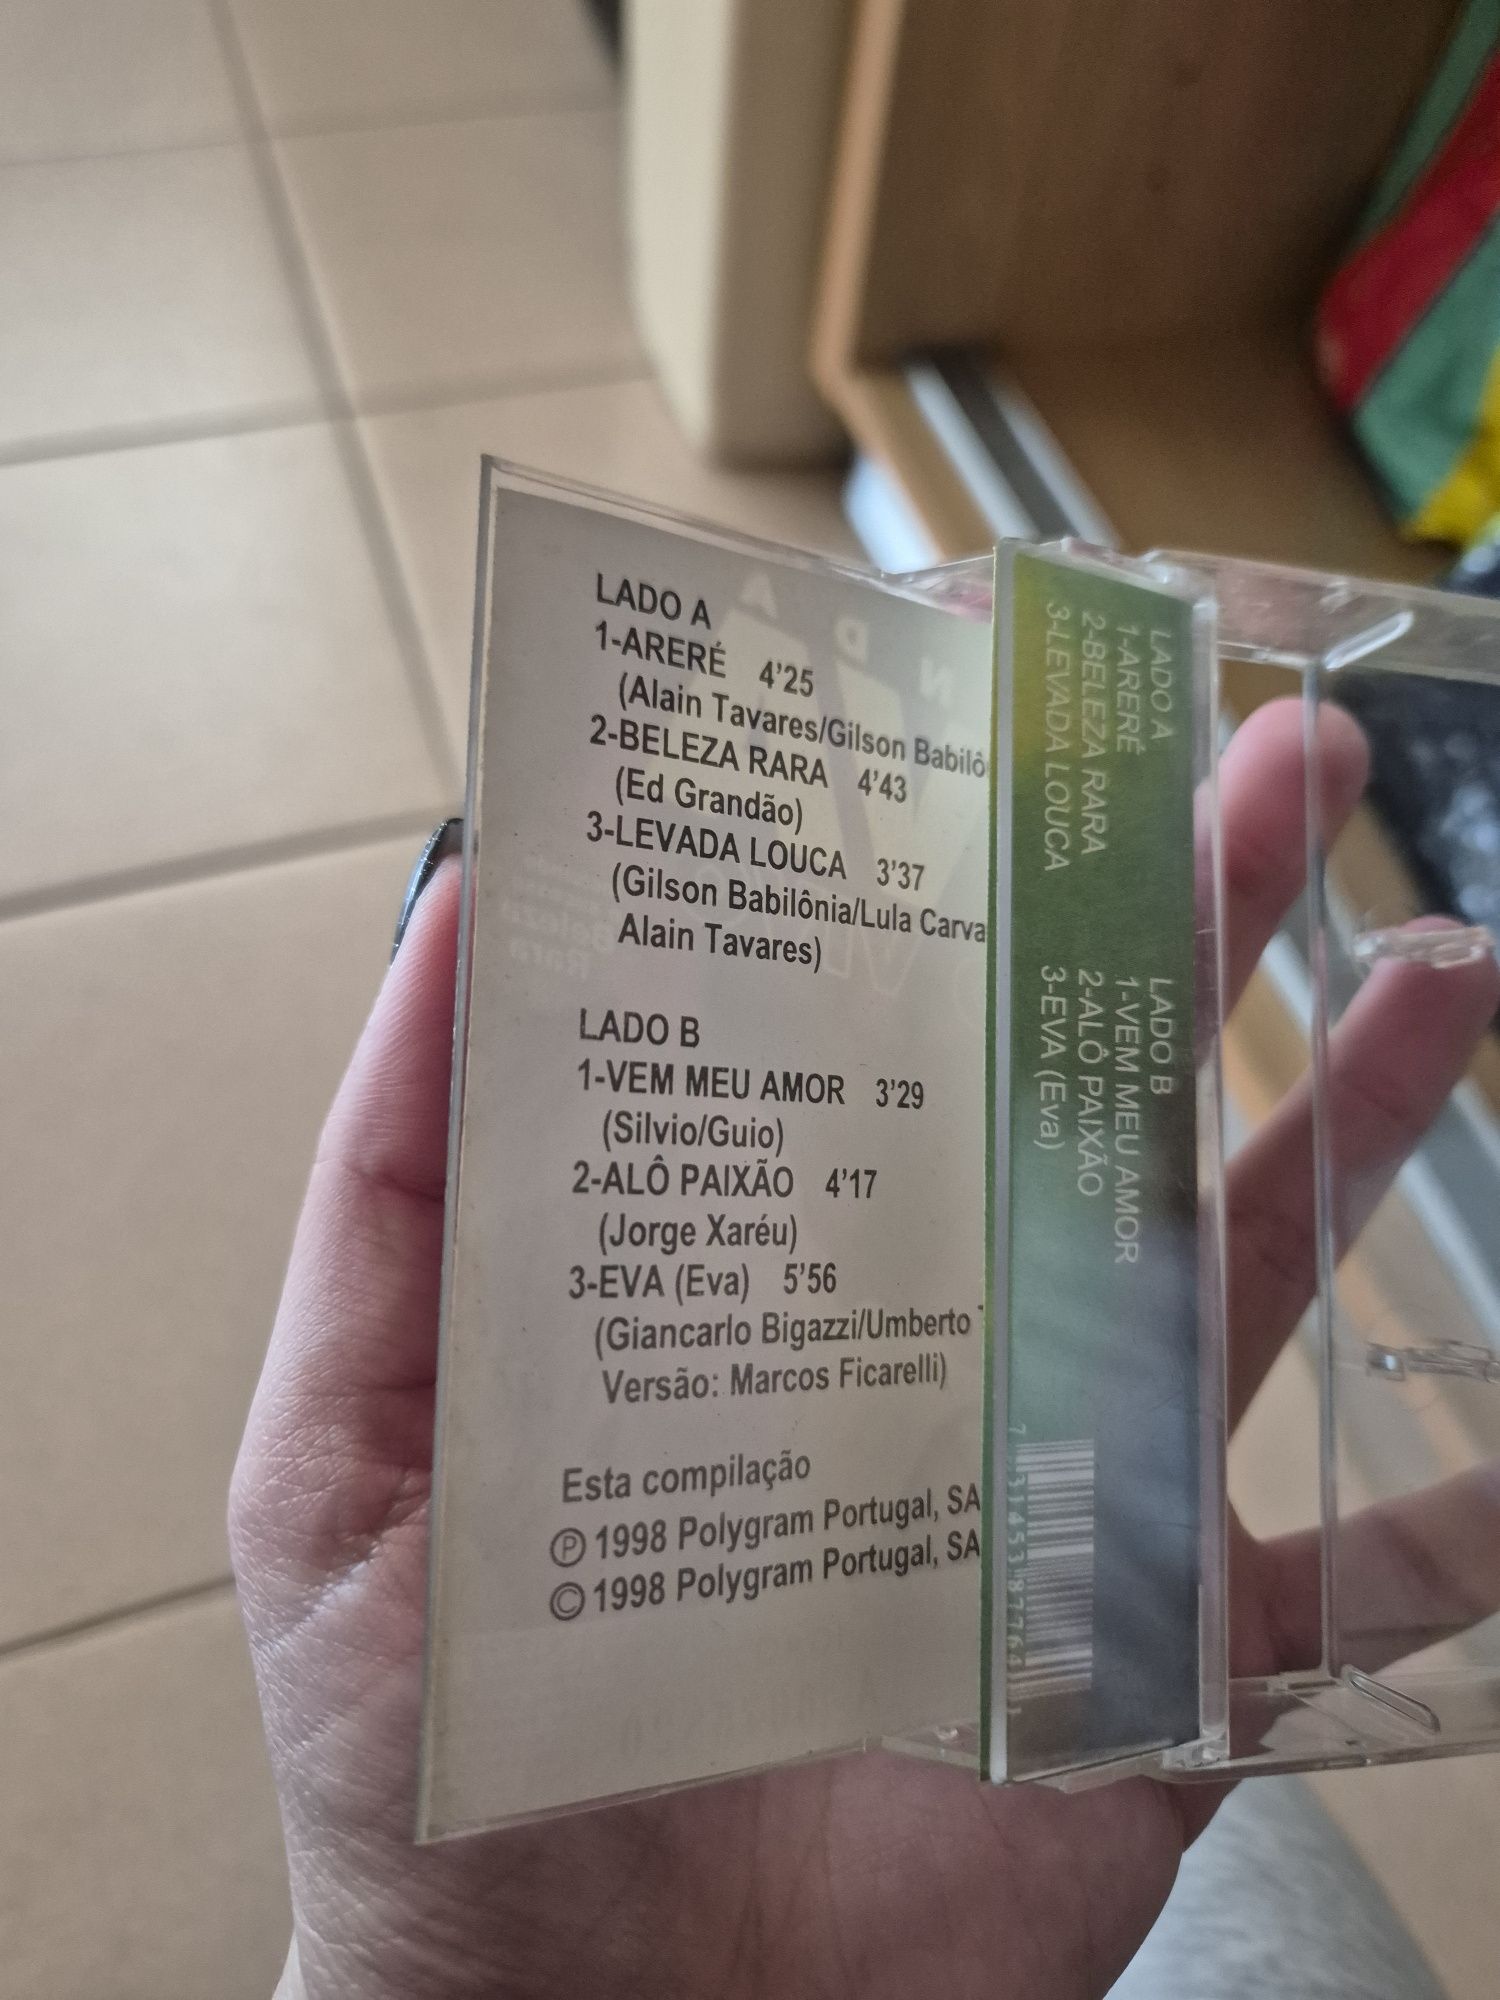 LADO A
1-ARERÉ 4'25
(Alain Tavares/Gilson Babilô
2-BELEZA RARA 4'43
(Ed Grandão)
3-LEVADA LOUCA 3'37
(Gilson Babilônia/Lula Carva
Alain Tavares)
LADO B
1-VEM MEU AMOR 3'29
(Silvio/Guio)
2-ALÔ PAIXÃO 4'17
(Jorge Xaréu)
3-EVA (Eva) 5'56
(Giancarlo Bigazzi/Umberto
Versão: Marcos Ficarelli)
Esta compilação
Ⓟ 1998 Polygram Portugal, SA
© 1998 Polygram Portugal, SA
LADO A
1-ARERÉ
2-BELEZA RARA
3-LEVADA LOUCA
LADO B
1-VEM MEU AMOR
2-ALÔ PAIXÃO
3-EVA (Eva)